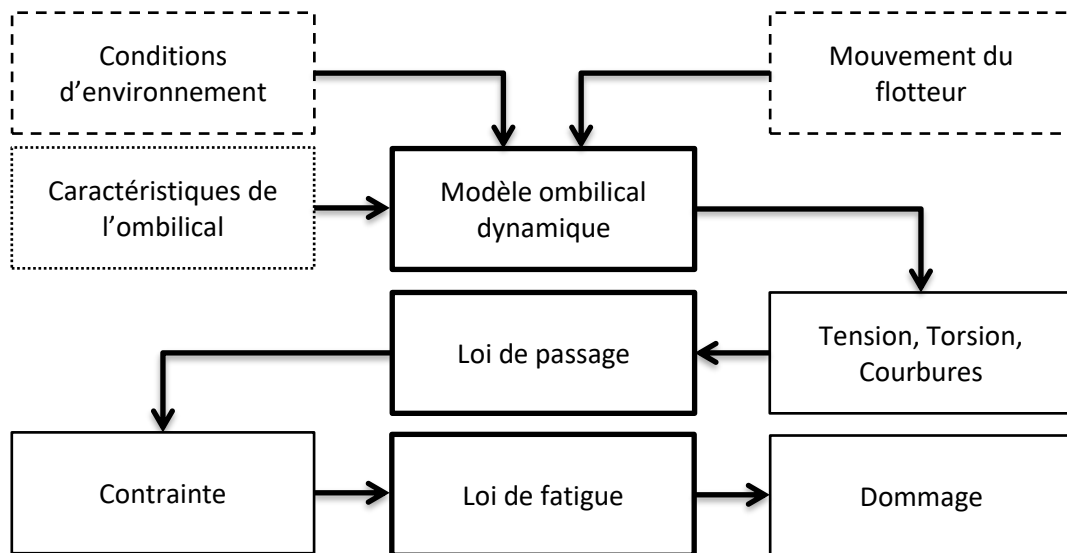 Conditions
d’environnement
Mouvement du
flotteur
Caractéristiques de
l’ombilical
Modèle ombilical
dynamique
Tension, Torsion,
Courbures
Loi de passage
Contrainte
Loi de fatigue
Dommage